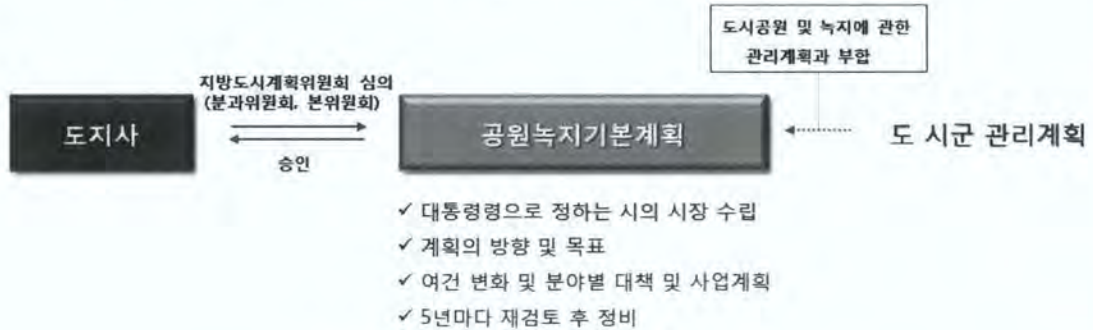 도시공원 및 녹지에 관한
관리계획과 부합
지방도시계획위원회 심의
(분과위원회, 본위원회)
도지사
승인
공원녹지기본계획
도 시군 관리계획
✓ 대통령령으로 정하는 시의 시장 수립
✓ 계획의 방향 및 목표
✓ 여건 변화 및 분야별 대책 및 사업계획
✓ 5년마다 재검토 후 정비